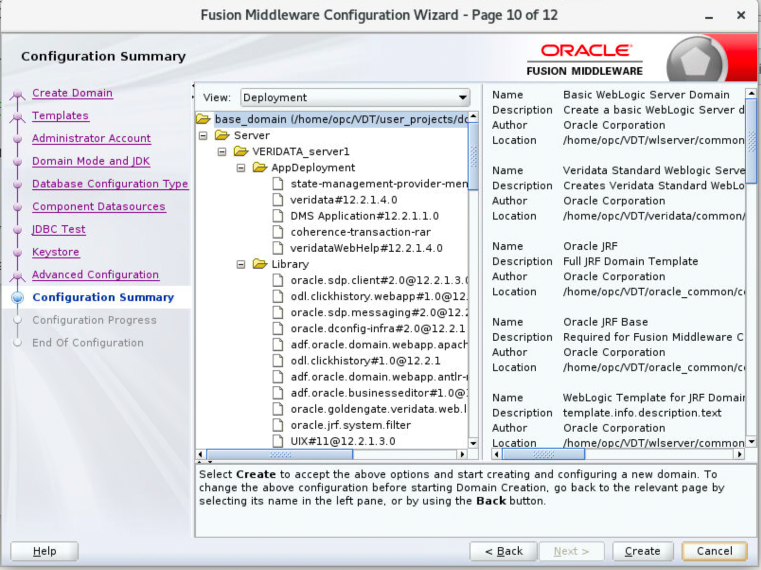 Fusion Middleware Configuration Wizard - Page 10 of 12
Configuration Summary
ORACLE
FUSION MIDDLEWARE
Create Domain
Templates
Administrator Account
Domain Mode and JDK
Database Configuration Type
Component Datasources
JDBC Test
Keystore
Advanced Configuration
Configuration Summary
Configuration Progress
End Of Configuration
View: Deployment
base_domain (/home/opc/VDT/user_projects/do
Server
VERIDATA_server1
AppDeployment
state-management-provider-mem
veridata#12.2.1.4.0
DMS Application#12.2.1.1.0
coherence-transaction-rar
veridataWebHelp#12.2.1.4.0
Library
oracle.sdp.client#2.0@12.2.1.3.0
odl.clickhistory.webapp#1.0@12.
oracle.sdp.messaging#2.0@12.2
oracle.dconfig-infra#2.0@12.2.1
adf.oracle.domain.webapp.apach
odl.clickhistory#1.0@12.2.1
adf.oracle.domain.webapp.antlr-r
adf.oracle.businesseditor#1.0@
oracle.goldengate.veridata.web.l
oracle.jrf.system.filter
UIX#11@12.2.1.3.0
Name Basic WebLogic Server Domain
Description Create a basic WebLogic Server d
Author Oracle Corporation
Location /home/opc/VDT/wlserver/common
Name Veridata Standard Weblogic Serve
Description Creates Veridata Standard WebLo
Author Oracle Corporation
Location /home/opc/VDT/veridata/common/
Name Oracle JRF
Description Full JRF Domain Template
Author Oracle Corporation
Location /home/opc/VDT/oracle_common/c
Name Oracle JRF Base
Description Required for Fusion Middleware C
Author Oracle Corporation
Location /home/opc/VDT/oracle_common/c
Name WebLogic Template for JRF Domain
Description template.info.description.text
Author Oracle Corporation
Location /home/opc/VDT/wlserver/common
Select Create to accept the above options and start creating and configuring a new domain. To
change the above configuration before starting Domain Creation, go back to the relevant page by
selecting its name in the left pane, or by using the Back button.
Help
< Back
Next >
Create
Cancel